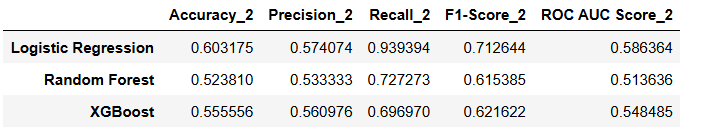 Accuracy_2 Precision_2 Recall_2 F1-Score_2 ROC AUC Score_2
Logistic Regression 0.603175 0.574074 0.939394 0.712644 0.586364
Random Forest 0.523810 0.533333 0.727273 0.615385 0.513636
XGBoost 0.555556 0.560976 0.696970 0.621622 0.548485